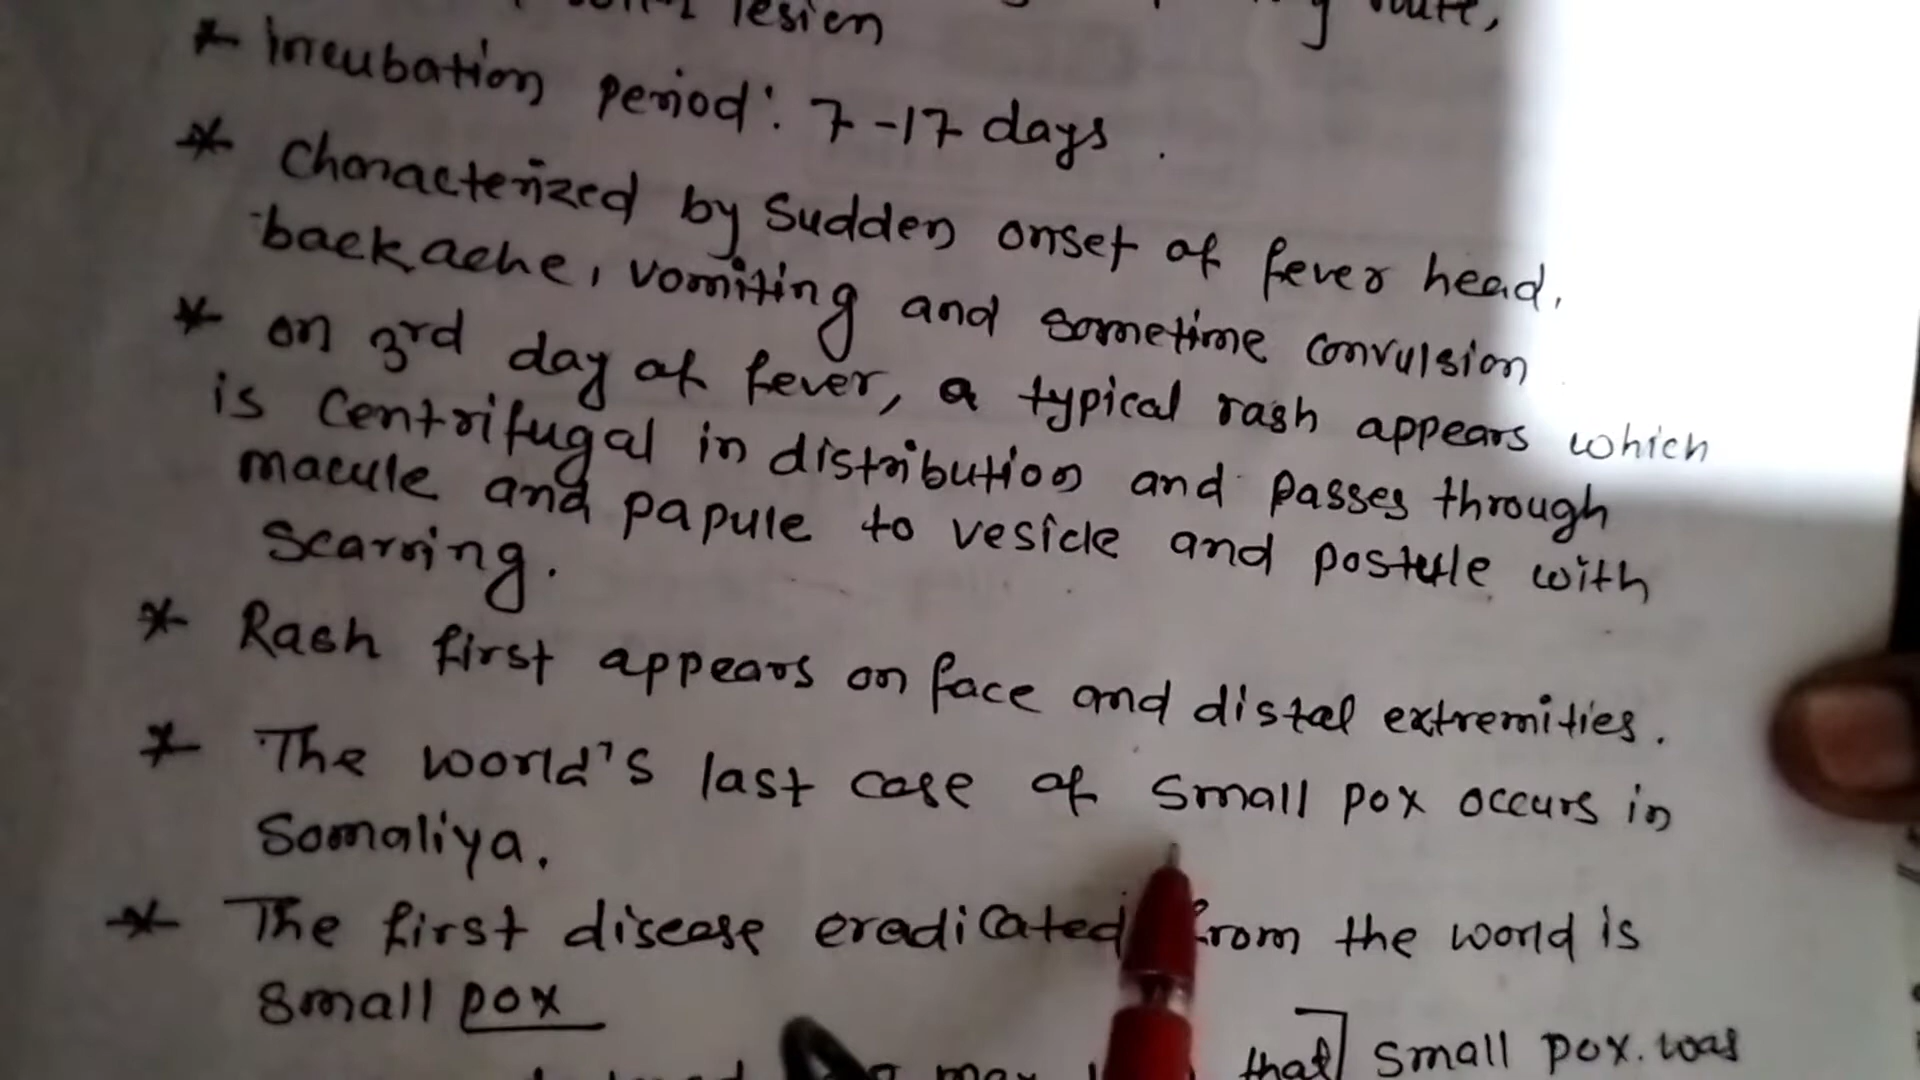 lesion
* incubation period: 7-17 days.
* Characterized by Sudden onset of fever head,
backache, vomiting and sometime convulsion
* on 3rd day of fever, a typical rash appears which
is Centrifugal in distribution and passes through
macule and papule to vesicle and postule with
Scarring.
* Rash first appears on face and distal extremities.
* The world's last case of Small pox occurs in
Somaliya.
* The first disease eradicated from the world is
Small pox
that] Small pox. was